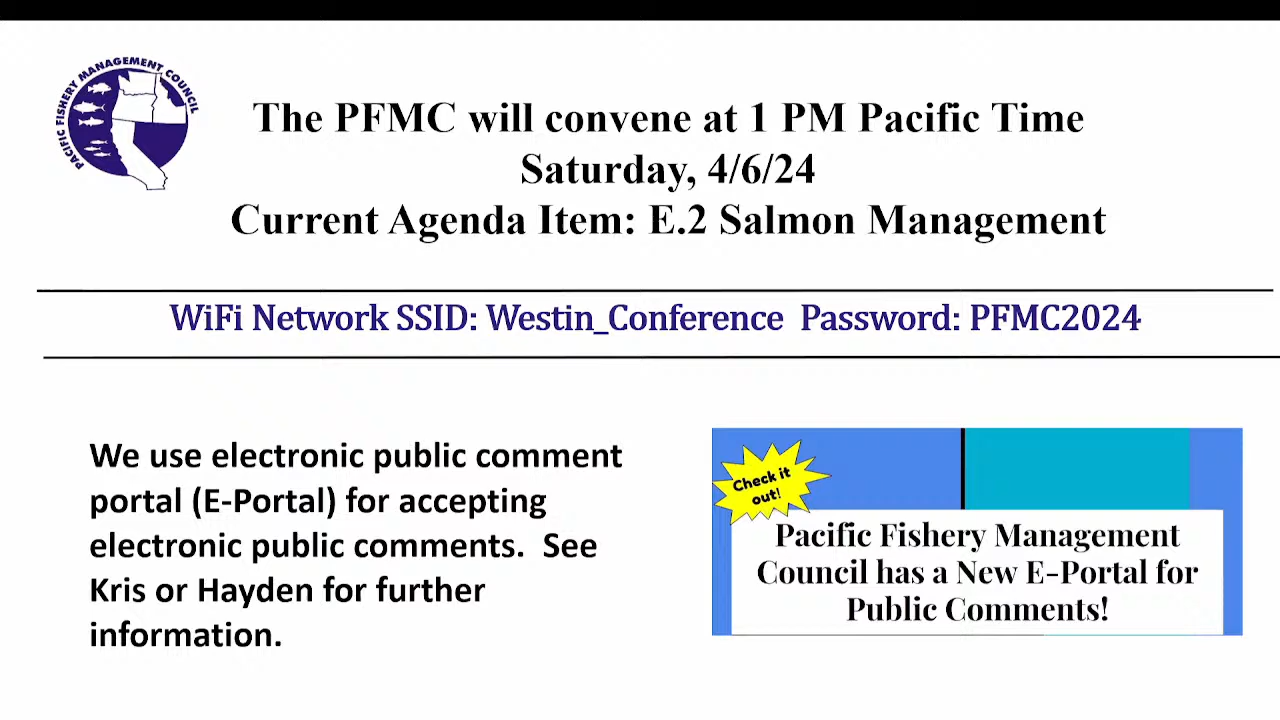 PACIFIC FISHERY MANAGEMENT COUNCIL
The PFMC will convene at 1 PM Pacific Time
Saturday, 4/6/24
Current Agenda Item: E.2 Salmon Management
WiFi Network SSID: Westin_Conference  Password: PFMC2024
We use electronic public comment
portal (E-Portal) for accepting
electronic public comments.  See
Kris or Hayden for further
information.
Check it
out!
Pacific Fishery Management
Council has a New E-Portal for
Public Comments!